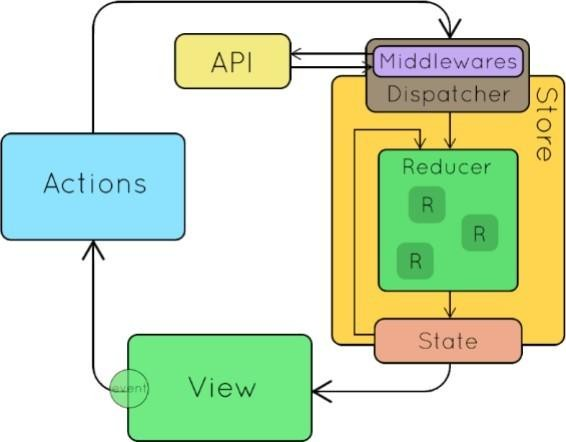 API
Middlewares
Dispatcher
Store
Actions
Reducer
R
R
R
State
event
View